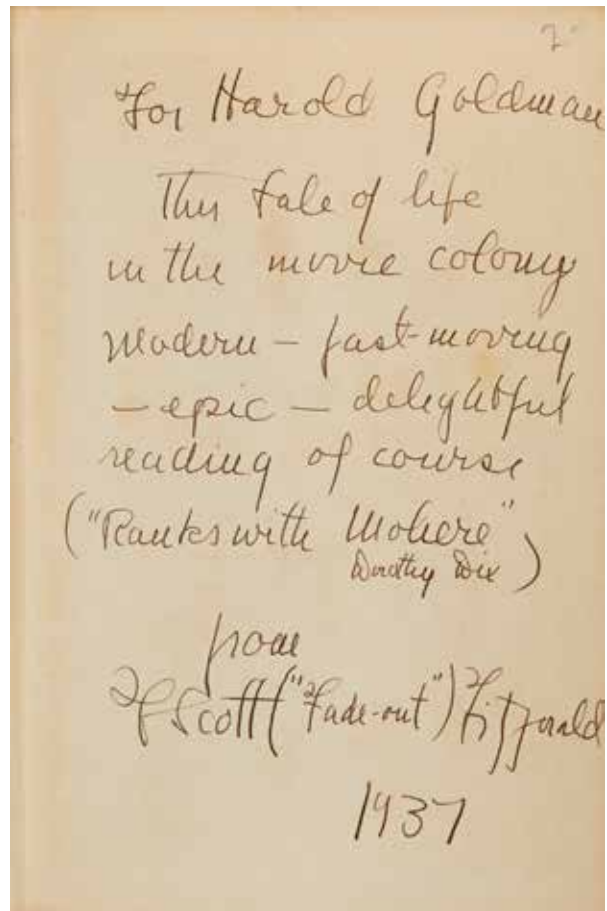 For Harold Goldman
This tale of life
in the movie colony
modern — fast-moving
— epic — delightful
reading of course
("Ranks with Moliere"
Dorothy Dix)
from
F Scott ("Fade-out") Fitzgerald
1937